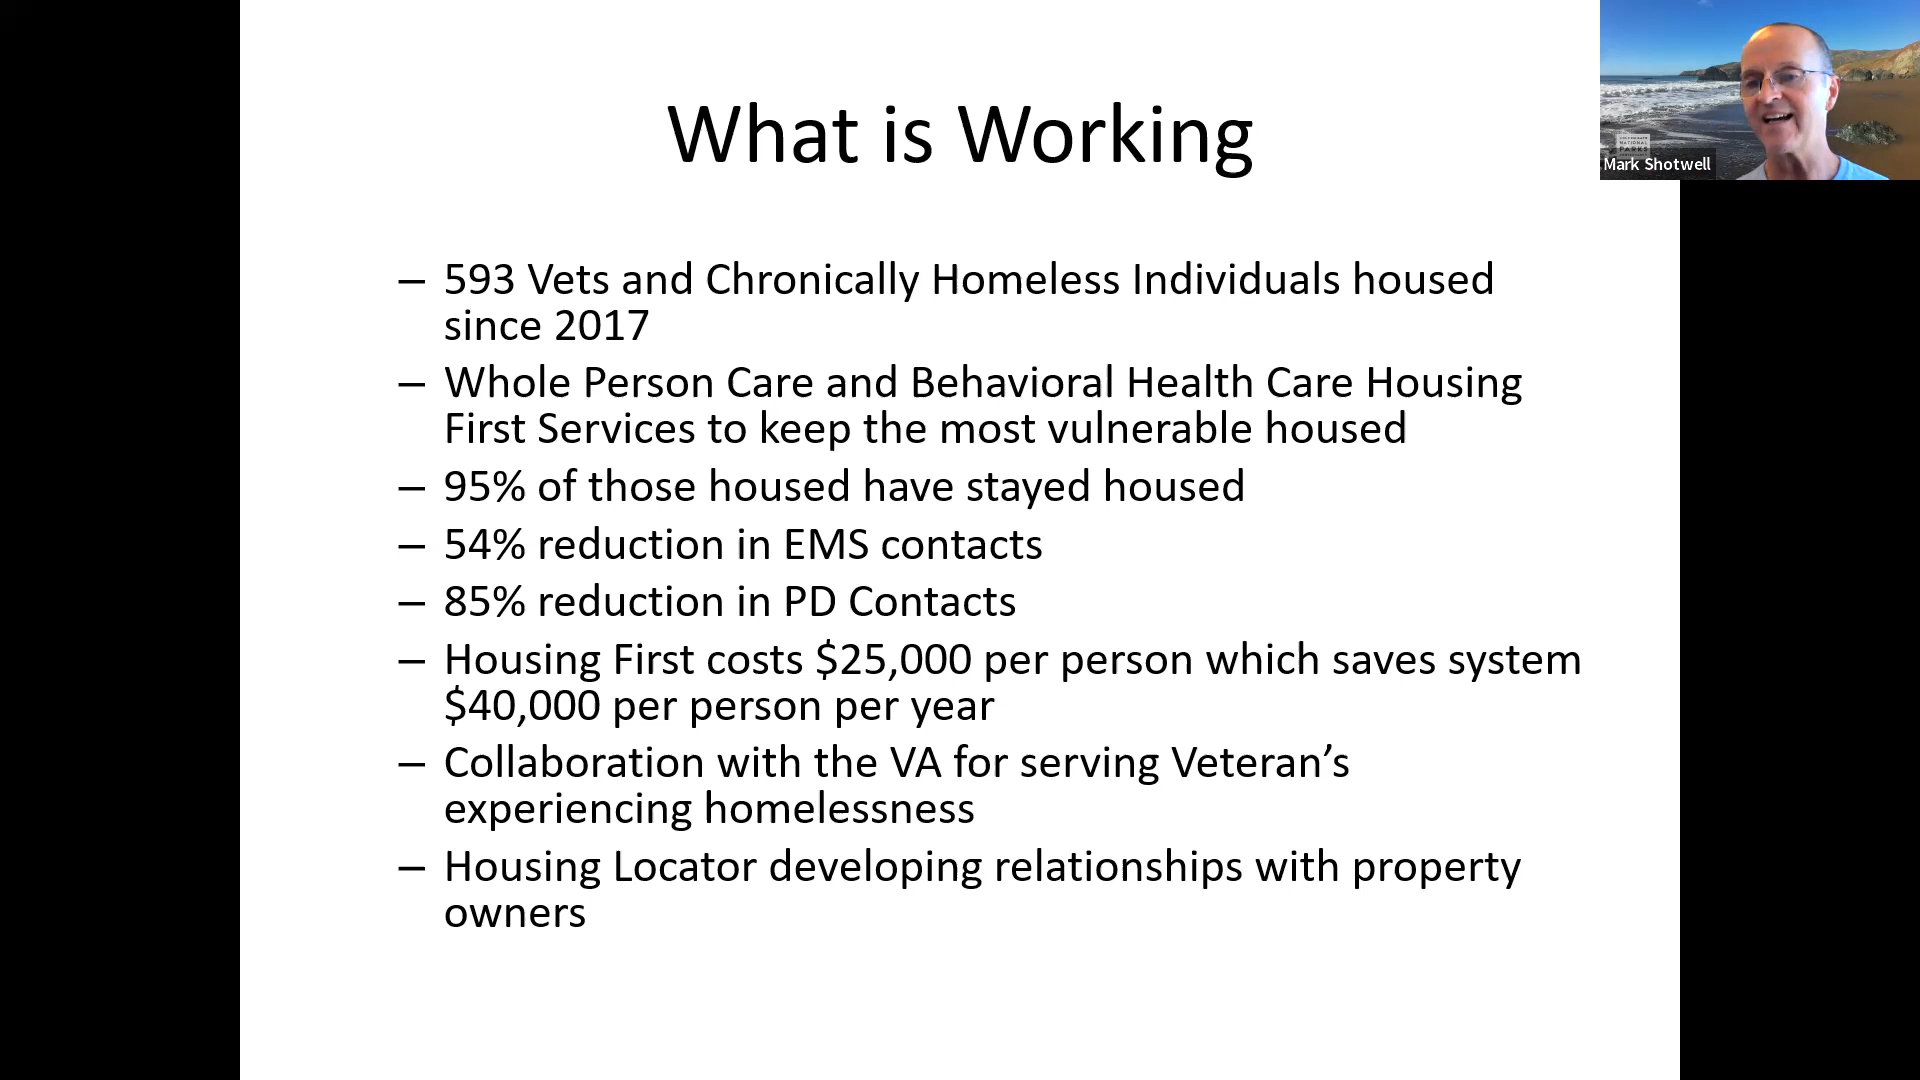 What is Working
– 593 Vets and Chronically Homeless Individuals housed
since 2017
– Whole Person Care and Behavioral Health Care Housing
First Services to keep the most vulnerable housed
– 95% of those housed have stayed housed
– 54% reduction in EMS contacts
– 85% reduction in PD Contacts
– Housing First costs $25,000 per person which saves system
$40,000 per person per year
– Collaboration with the VA for serving Veteran’s
experiencing homelessness
– Housing Locator developing relationships with property
owners
NATIONAL
PARKS
Mark Shotwell